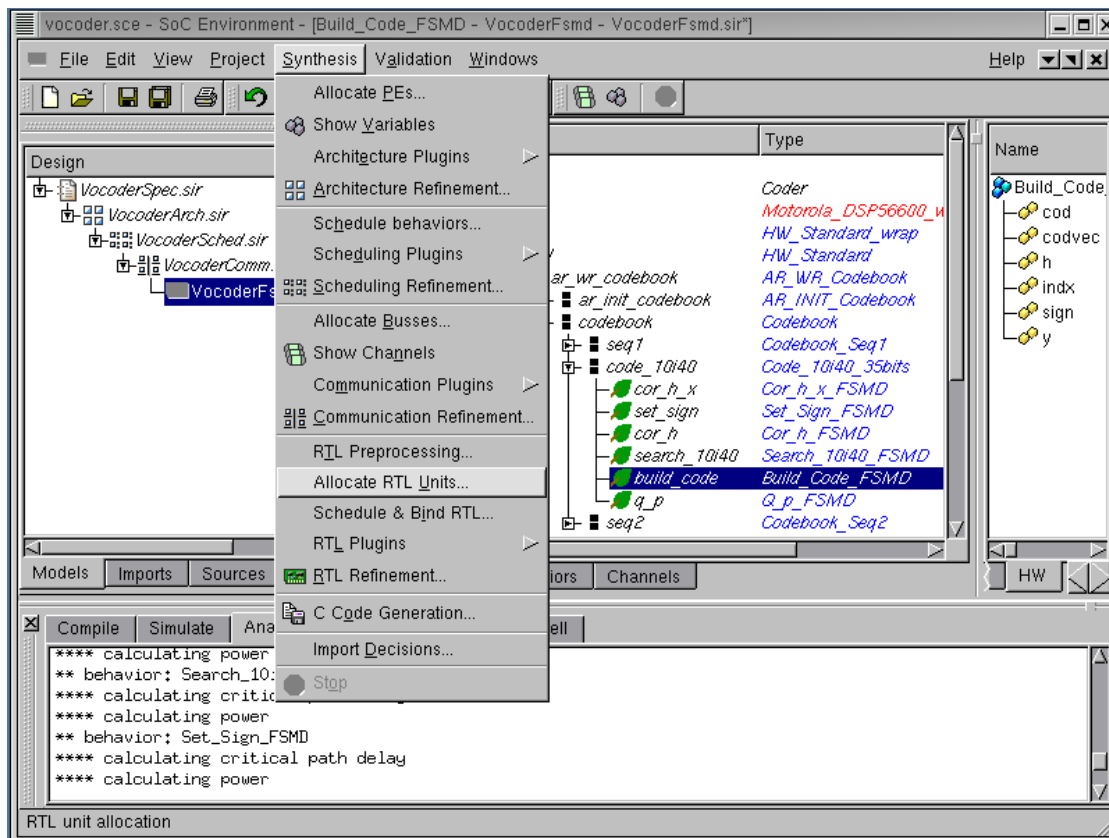 vocoder.sce - SoC Environment - [Build_Code_FSMD - VocoderFsmd - VocoderFsmd.sir*]
File Edit View Project Synthesis Validation Windows Help
Allocate PEs...
Show Variables
Architecture Plugins
Architecture Refinement...
Schedule behaviors...
Scheduling Plugins
Scheduling Refinement...
Allocate Busses...
Show Channels
Communication Plugins
Communication Refinement...
RTL Preprocessing...
Allocate RTL Units...
Schedule & Bind RTL...
RTL Plugins
RTL Refinement...
C Code Generation...
Import Decisions...
Stop
Design
VocoderSpec.sir
VocoderArch.sir
VocoderSched.sir
VocoderComm.
VocoderFs
Type
Coder
Motorola_DSP56600_w
HW_Standard_wrap
HW_Standard
ar_wr_codebook AR_WR_Codebook
ar_init_codebook AR_INIT_Codebook
codebook Codebook
seq1 Codebook_Seq1
code_10i40 Code_10i40_35bits
cor_h_x Cor_h_x_FSMD
set_sign Set_Sign_FSMD
cor_h Cor_h_FSMD
search_10i40 Search_10i40_FSMD
build_code Build_Code_FSMD
q_p Q_p_FSMD
seq2 Codebook_Seq2
Name
Build_Code_
cod
codvec
h
indx
sign
y
Models Imports Sources iors Channels HW
Compile Simulate Ana ell
**** calculating power
** behavior: Search_10i
**** calculating critic
**** calculating power
** behavior: Set_Sign_FSMD
**** calculating critical path delay
**** calculating power
RTL unit allocation